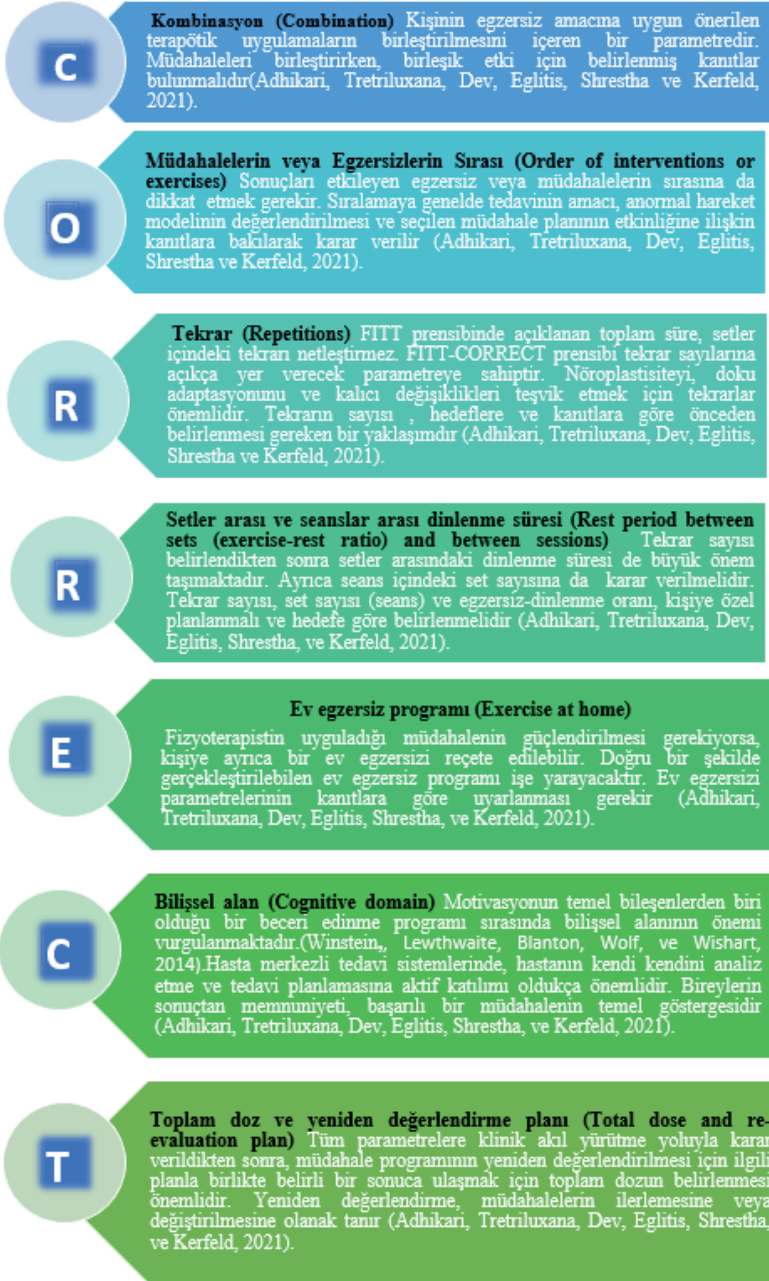 C
Kombinasyon (Combination) Kişinin egzersiz amacına uygun önerilen
terapötik uygulamaların birleştirilmesini içeren bir parametredir.
Müdahaleleri birleştirirken, birleşik etki için belirlenmiş kanıtlar
bulunmalıdır(Adhikari, Tretriluxana, Dev, Eglitis, Shrestha ve Kerfeld,
2021).
O
Müdahalelerin veya Egzersizlerin Sırası (Order of interventions or
exercises) Sonuçları etkileyen egzersiz veya müdahalelerin sırasına da
dikkat etmek gerekir. Sıralamaya genelde tedavinin amacı, anormal hareket
modelinin değerlendirilmesi ve seçilen müdahale planının etkinliğine ilişkin
kanıtlara bakılarak karar verilir (Adhikari, Tretriluxana, Dev, Eglitis,
Shrestha ve Kerfeld, 2021).
R
Tekrar (Repetitions) FITT prensibinde açıklanan toplam süre, setler
içindeki tekrarı netleştirmez. FITT-CORRECT prensibi tekrar sayılarına
açıkça yer verecek parametreye sahiptir. Nöroplastisiteyi, doku
adaptasyonunu ve kalıcı değişiklikleri teşvik etmek için tekrarlar
önemlidir. Tekrarın sayısı , hedeflere ve kanıtlara göre önceden
belirlenmesi gereken bir yaklaşımdır (Adhikari, Tretriluxana, Dev, Eglitis,
Shrestha ve Kerfeld, 2021).
R
Setler arası ve seanslar arası dinlenme süresi (Rest period between
sets (exercise-rest ratio) and between sessions) Tekrar sayısı
belirlendikten sonra setler arasındaki dinlenme süresi de büyük önem
taşımaktadır. Ayrıca seans içindeki set sayısına da karar verilmelidir.
Tekrar sayısı, set sayısı (seans) ve egzersiz-dinlenme oranı, kişiye özel
planlanmalı ve hedefe göre belirlenmelidir (Adhikari, Tretriluxana, Dev,
Eglitis, Shrestha, ve Kerfeld, 2021).
E
Ev egzersiz programı (Exercise at home)
Fizyoterapistin uyguladığı müdahalenin güçlendirilmesi gerekiyorsa,
kişiye ayrıca bir ev egzersizi reçete edilebilir. Doğru bir şekilde
gerçekleştirilebilen ev egzersiz programı işe yarayacaktır. Ev egzersizi
parametrelerinin kanıtlara göre uyarlanması gerekir (Adhikari,
Tretriluxana, Dev, Eglitis, Shrestha, ve Kerfeld, 2021).
C
Bilişsel alan (Cognitive domain) Motivasyonun temel bileşenlerden biri
olduğu bir beceri edinme programı sırasında bilişsel alanının önemi
vurgulanmaktadır.(Winstein,, Lewthwaite, Blanton, Wolf, ve Wishart,
2014).Hasta merkezli tedavi sistemlerinde, hastanın kendi kendini analiz
etme ve tedavi planlamasına aktif katılımı oldukça önemlidir. Bireylerin
sonuçtan memnuniyeti, başarılı bir müdahalenin temel göstergesidir
(Adhikari, Tretriluxana, Dev, Eglitis, Shrestha, ve Kerfeld, 2021).
T
Toplam doz ve yeniden değerlendirme planı (Total dose and re-
evaluation plan) Tüm parametrelere klinik akıl yürütme yoluyla karar
verildikten sonra, müdahale programının yeniden değerlendirilmesi için ilgili
planla birlikte belirli bir sonuca ulaşmak için toplam dozun belirlenmesi
önemlidir. Yeniden değerlendirme, müdahalelerin ilerlemesine veya
değiştirilmesine olanak tanır (Adhikari, Tretriluxana, Dev, Eglitis, Shrestha,
ve Kerfeld, 2021).